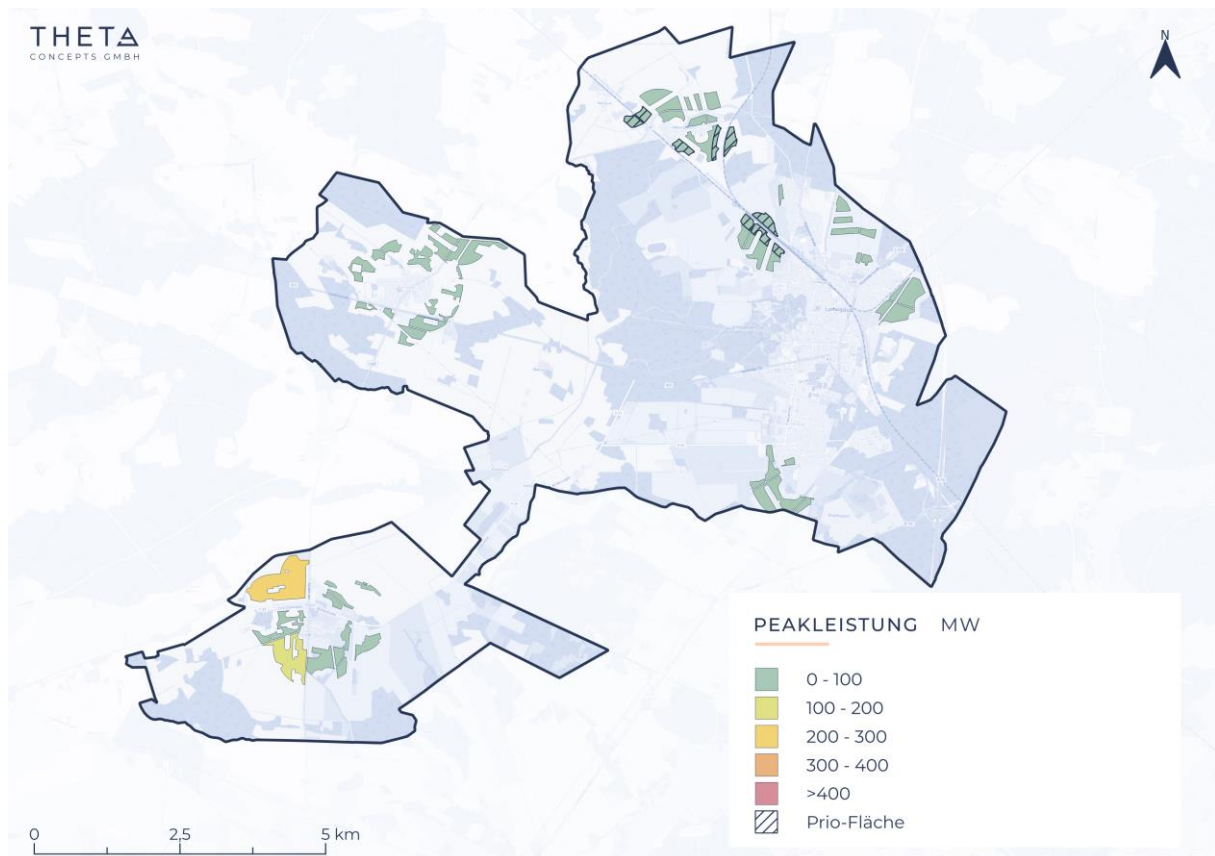 THETA
CONCEPTS GMBH
N
Ludwigslust
PEAKLEISTUNG MW
0 - 100
100 - 200
200 - 300
300 - 400
>400
Prio-Fläche
0 2,5 5 km